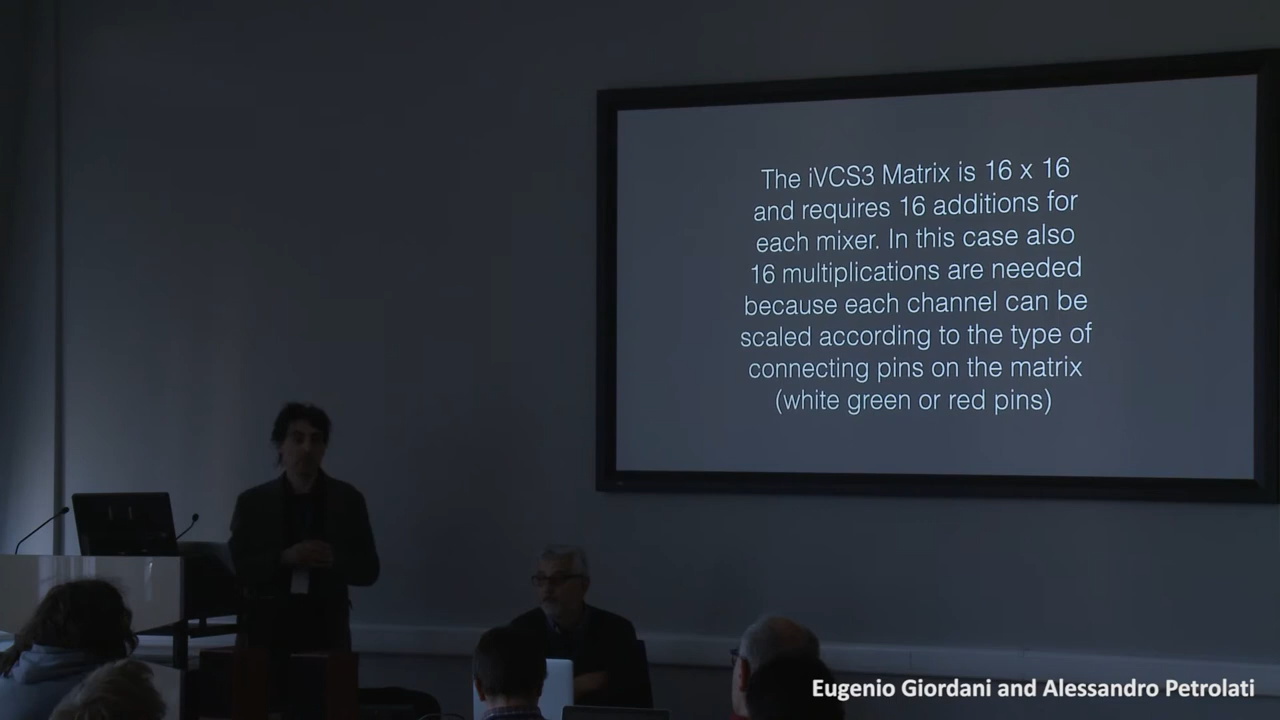 The iVCS3 Matrix is 16 x 16
and requires 16 additions for
each mixer. In this case also
16 multiplications are needed
because each channel can be
scaled according to the type of
connecting pins on the matrix
(white green or red pins)
Eugenio Giordani and Alessandro Petrolati